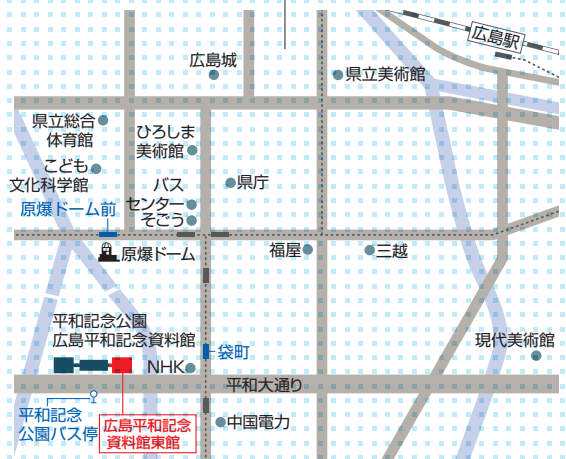 広島駅
広島城
県立美術館
県立総合
体育館
ひろしま
美術館
こども
文化科学館
バス
センター
そごう
県庁
原爆ドーム前
原爆ドーム
福屋
三越
平和記念公園
広島平和記念資料館
袋町
現代美術館
NHK
平和大通り
平和記念
公園バス停
広島平和記念
資料館東館
中国電力